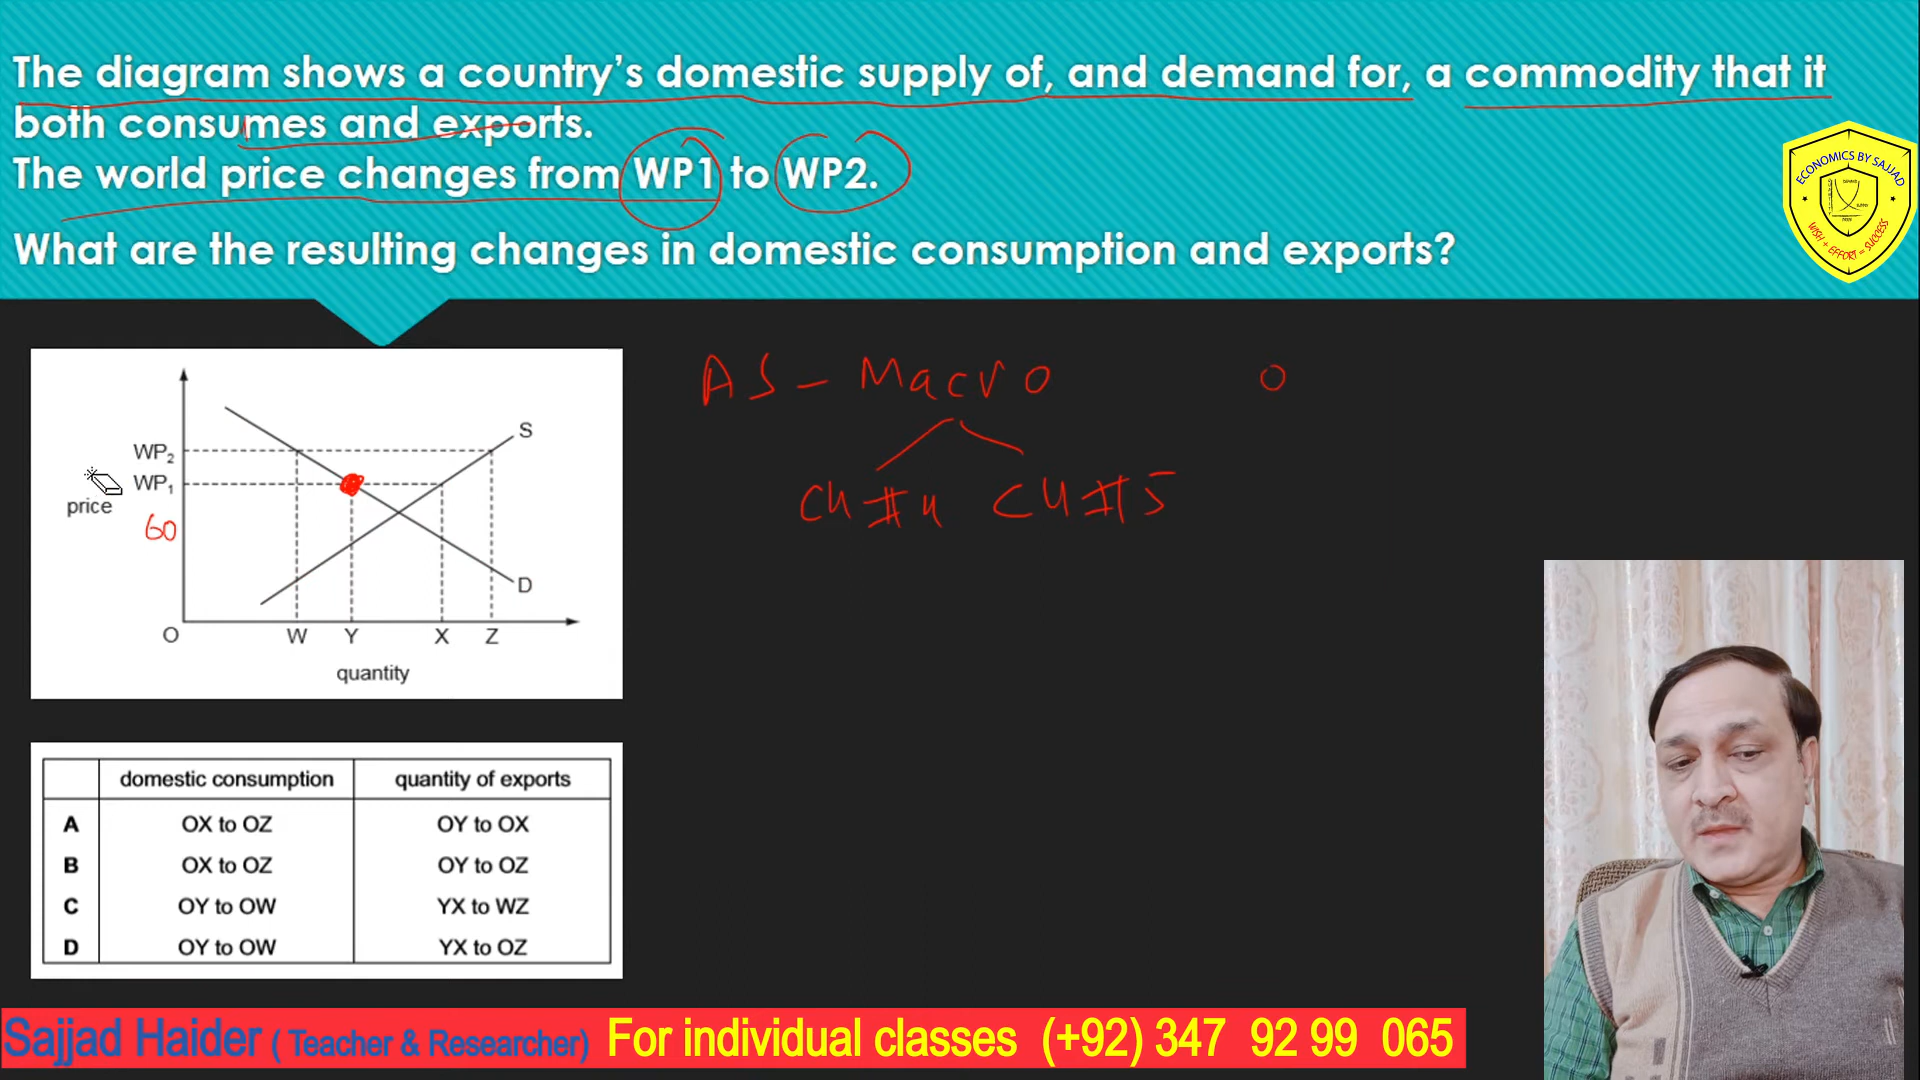 The diagram shows a country’s domestic supply of, and demand for, a commodity that it
both consumes and exports.
The world price changes from WP1 to WP2.
What are the resulting changes in domestic consumption and exports?
ECONOMICS BY SAJJAD
WISH + EFFORT = SUCCESS
AS - Macro O
CH #4 CH #5
S
WP2
WP1
price
60
D
O W Y X Z
quantity
domestic consumption quantity of exports
A OX to OZ OY to OX
B OX to OZ OY to OZ
C OY to OW YX to WZ
D OY to OW YX to OZ
Sajjad Haider ( Teacher & Researcher) For individual classes (+92) 347 92 99 065